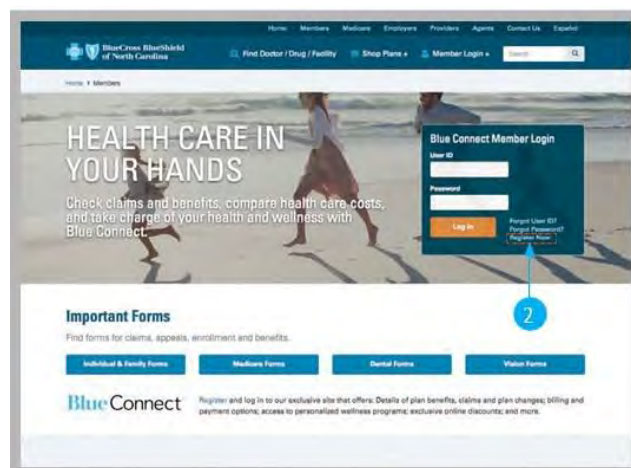 Home Members Medicare Employers Providers Agents Contact Us Español
BlueCross BlueShield
of North Carolina
Find Doctor / Drug / Facility Shop Plans Member Login Search
Home Members
HEALTH CARE IN
YOUR HANDS
Check claims and benefits, compare health care costs,
and take charge of your health and wellness with
Blue Connect.
Blue Connect Member Login
User ID
Password
Log In
Forgot User ID?
Forgot Password?
Register Now
2
Important Forms
Find forms for claims, appeals, enrollment and benefits.
Individual & Family Forms Medicare Forms Dental Forms Vision Forms
Blue Connect
Register and log in to our exclusive site that offers: Details of plan benefits, claims and plan changes; billing and
payment options; access to personalized wellness programs; exclusive online discounts; and more.